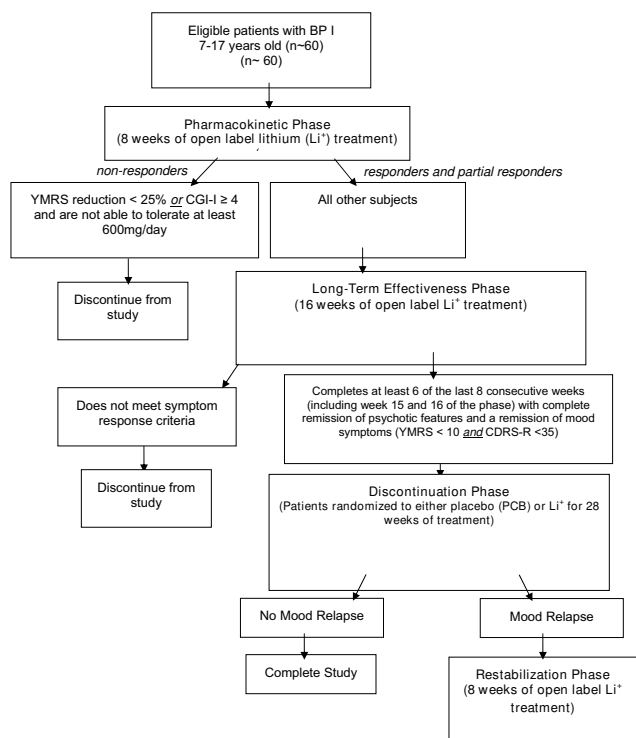 Eligible patients with BP I
7-17 years old (n~60)
(n~ 60)
Pharmacokinetic Phase
(8 weeks of open label lithium (Li⁺) treatment)
non-responders
responders and partial responders
YMRS reduction < 25% or CGI-I ≥ 4
and are not able to tolerate at least
600mg/day
All other subjects
Discontinue from
study
Long-Term Effectiveness Phase
(16 weeks of open label Li⁺ treatment)
Does not meet symptom
response criteria
Completes at least 6 of the last 8 consecutive weeks
(including week 15 and 16 of the phase) with complete
remission of psychotic features and a remission of mood
symptoms (YMRS < 10 and CDRS-R <35)
Discontinue from
study
Discontinuation Phase
(Patients randomized to either placebo (PCB) or Li⁺ for 28
weeks of treatment)
No Mood Relapse
Mood Relapse
Complete Study
Restabilization Phase
(8 weeks of open label Li⁺
treatment)